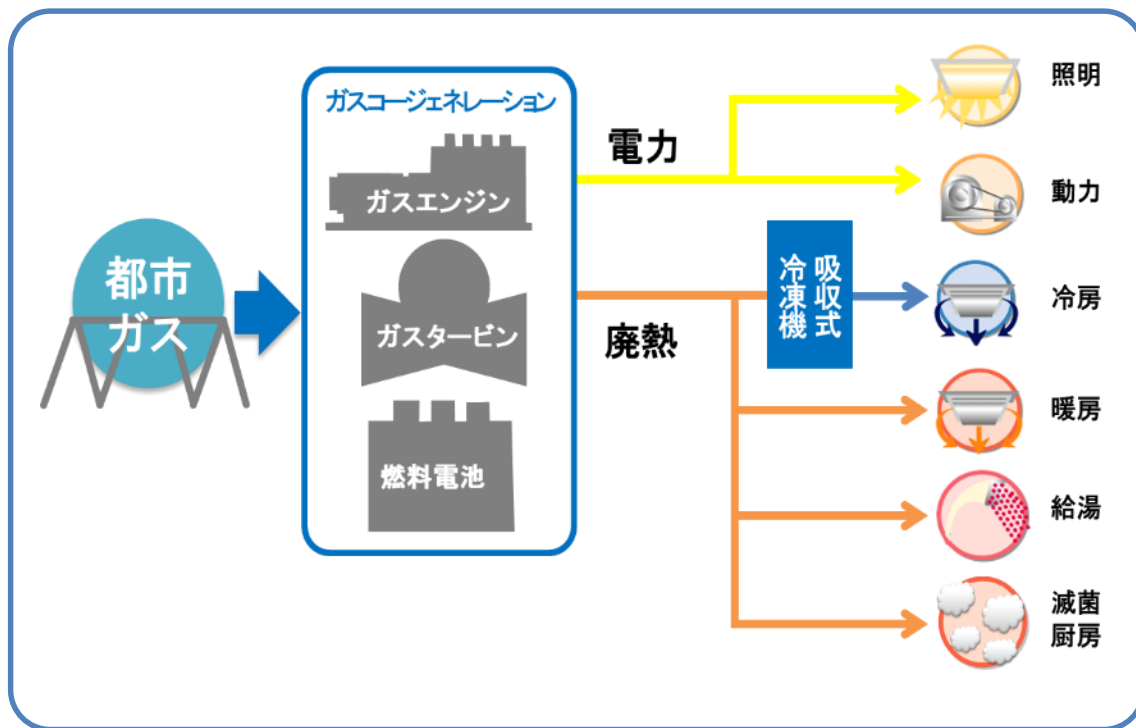 ガスコージェネレーション
ガスエンジン
ガスタービン
燃料電池
都市
ガス
電力
廃熱
吸収式
冷凍機
照明
動力
冷房
暖房
給湯
滅菌
厨房